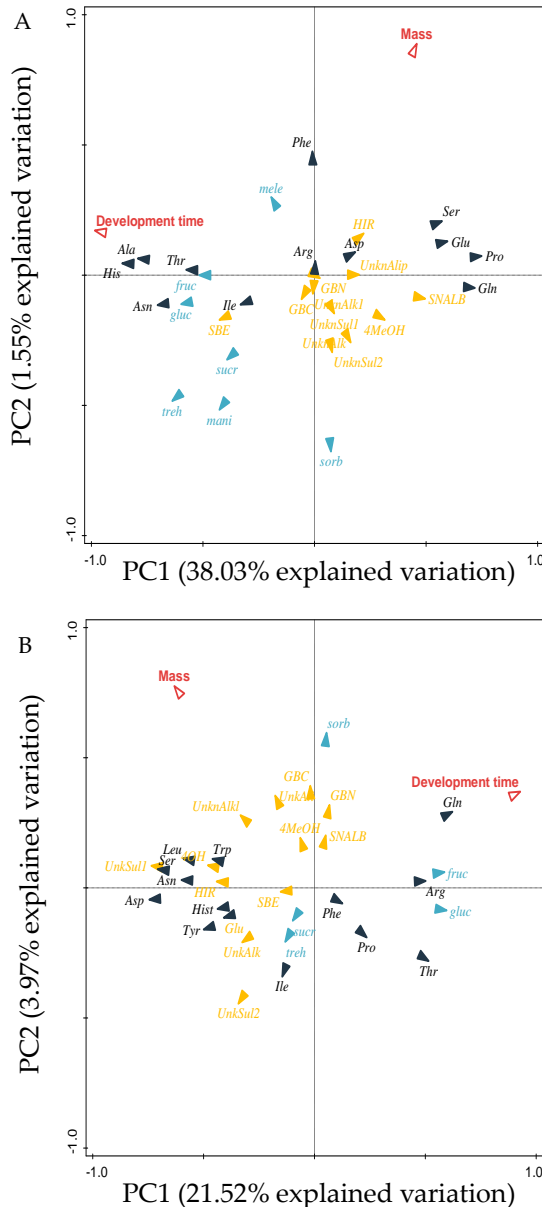 A
1.0
Mass
Phe
mele
Ser
HIR
Development time
Glu
Ala
Arg
Asp
Pro
His
Thr
UnknAlip
fruc
GBN
Gln
Asn
gluc
Ile
GBC
UnknAlk1
SNALB
SBE
UnknSul1
4MeOH
UnknAlk
sucr
UnknSul2
treh
mani
sorb
-1.0
-1.0
1.0
PC2 (1.55% explained variation)
PC1 (38.03% explained variation)
B
1.0
Mass
sorb
GBC
Development time
UnknAlk1
UnkAl
GBN
Gln
4MeOH
SNALB
Leu
Trp
UnkSul1
Ser
4OH
fruc
Asn
HIR
SBE
Arg
Asp
Hist
Phe
gluc
Tyr
Glu
sucr
Pro
UnkAlk
treh
Thr
Ile
UnkSul2
-1.0
-1.0
1.0
PC2 (3.97% explained variation)
PC1 (21.52% explained variation)